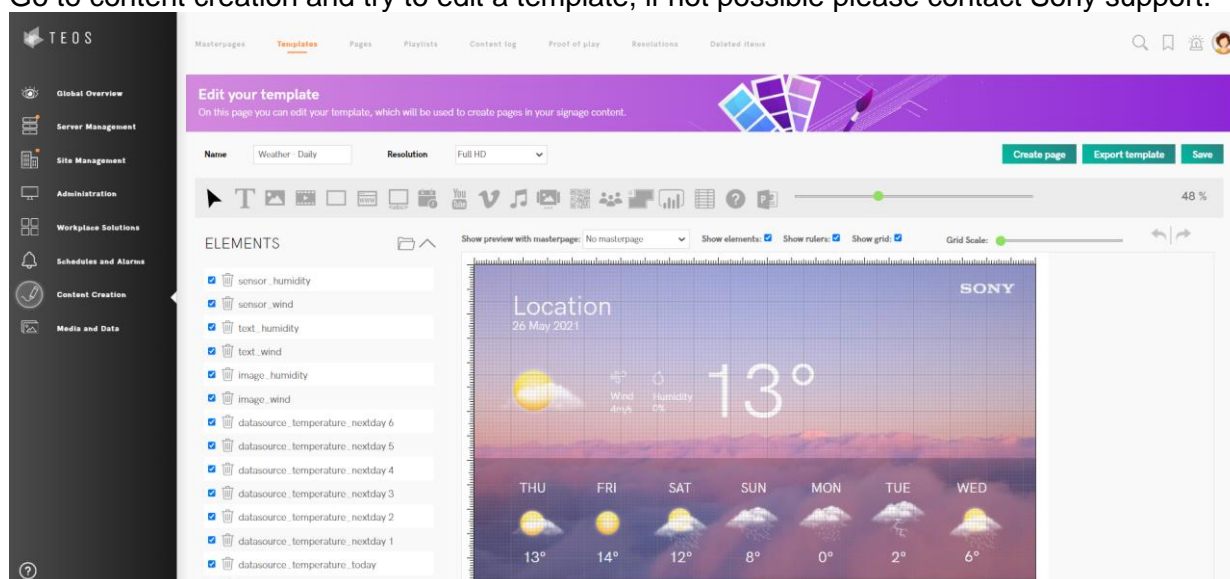 Go to content creation and try to edit a template, if not possible please contact Sony support.
TEOS
Masterpages Templates Pages Playlists Content log Proof of play Resolutions Deleted items
Global Overview
Server Management
Site Management
Administration
Workplace Solutions
Schedules and Alarms
Content Creation
Media and Data
Edit your template
On this page you can edit your template, which will be used to create pages in your signage content.
Name Weather Daily Resolution Full HD Create page Export template Save
T www You Tube 48 %
ELEMENTS
Show preview with masterpage: No masterpage Show elements: Show rulers: Show grid: Grid Scale:
sensor_humidity
sensor_wind
text_humidity
text_wind
image_humidity
image_wind
datasource_temperature_nextday 6
datasource_temperature_nextday 5
datasource_temperature_nextday 4
datasource_temperature_nextday 3
datasource_temperature_nextday 2
datasource_temperature_nextday 1
datasource_temperature_today
SONY
Location
26 May 2021
13°
Wind Humidity
4m/s 0%
THU FRI SAT SUN MON TUE WED
13° 14° 12° 8° 0° 2° 6°